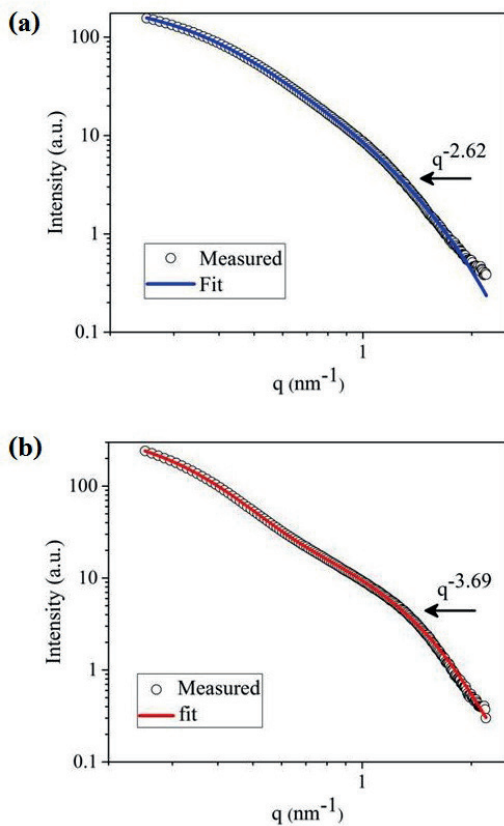 (a)
100
10
1
0.1
Intensity (a.u.)
q-2.62
Measured
Fit
1
q (nm-1)
(b)
100
10
1
0.1
Intensity (a.u.)
q-3.69
Measured
fit
1
q (nm-1)